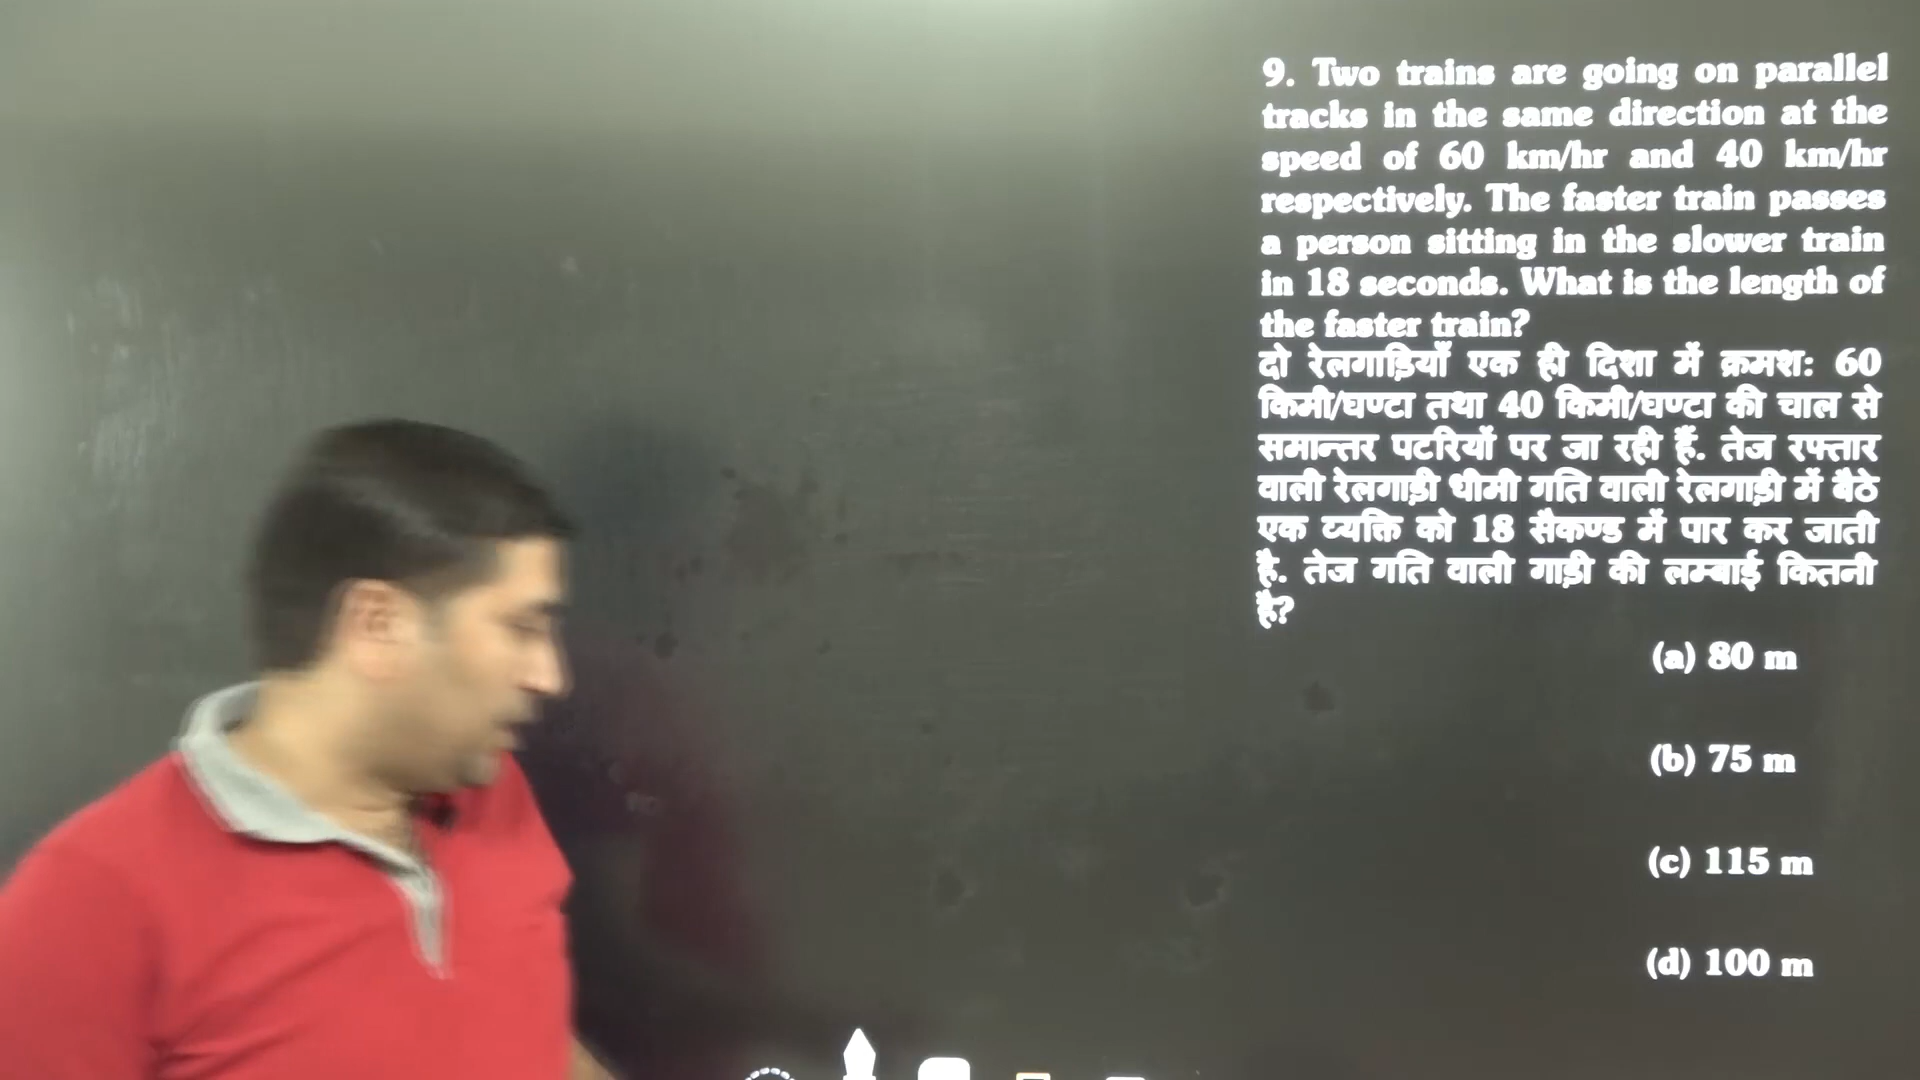 9. Two trains are going on parallel
tracks in the same direction at the
speed of 60 km/hr and 40 km/hr
respectively. The faster train passes
a person sitting in the slower train
in 18 seconds. What is the length of
the faster train?
दो रेलगाड़ियाँ एक ही दिशा में क्रमश: 60
किमी/घण्टा तथा 40 किमी/घण्टा की चाल से
समान्तर पटरियों पर जा रही हैं. तेज रफ्तार
वाली रेलगाड़ी धीमी गति वाली रेलगाड़ी में बैठे
एक व्यक्ति को 18 सैकण्ड में पार कर जाती
है. तेज गति वाली गाड़ी की लम्बाई कितनी
है?
(a) 80 m
(b) 75 m
(c) 115 m
(d) 100 m